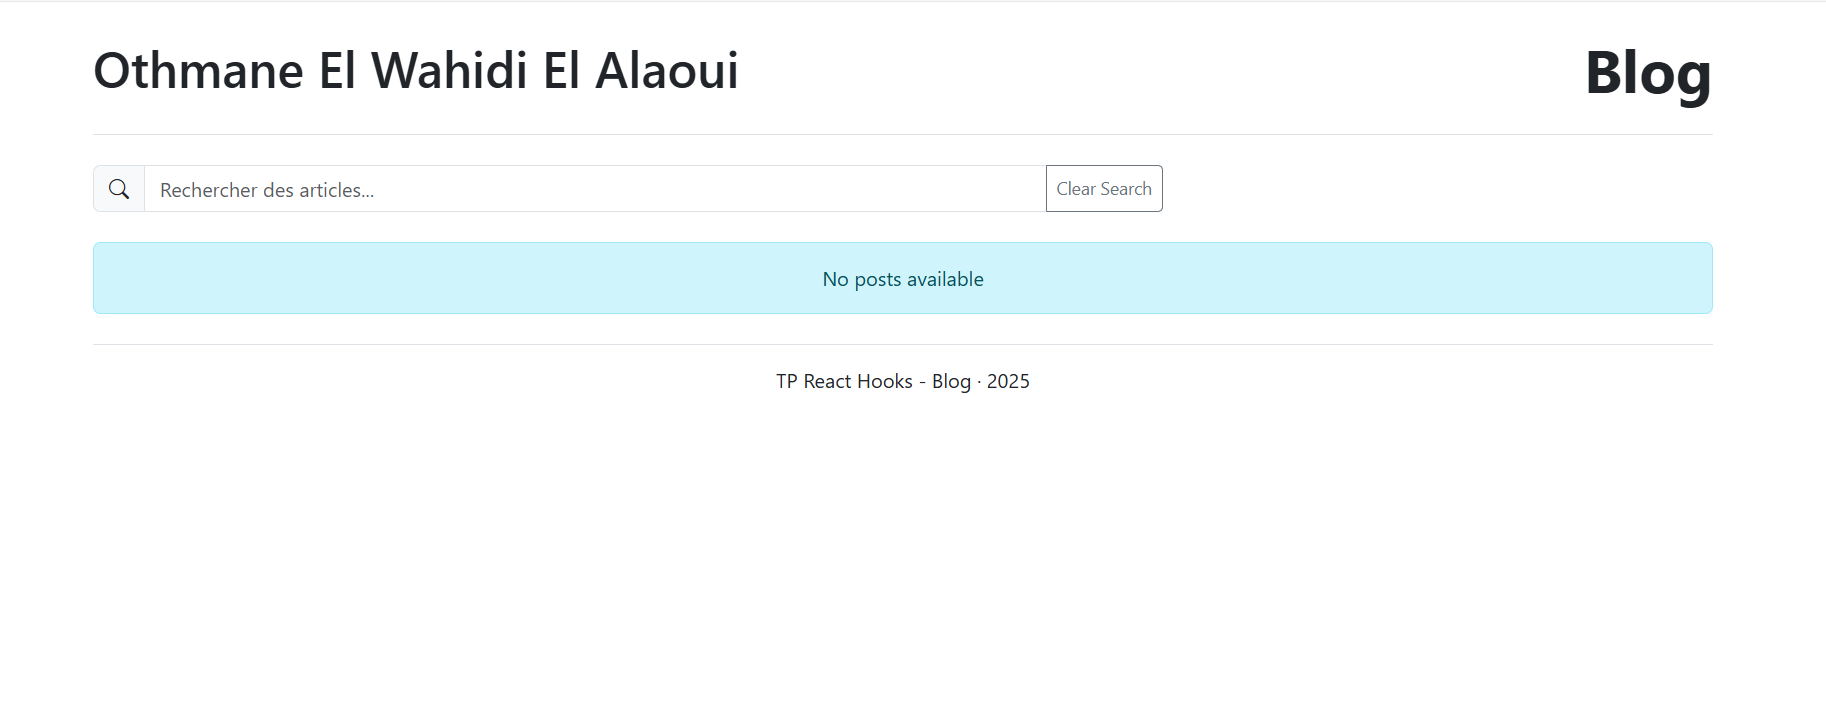 Othmane El Wahidi El Alaoui
Blog
Rechercher des articles...
Clear Search
No posts available
TP React Hooks - Blog · 2025